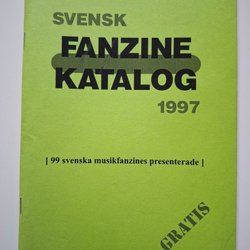 SVENSK
FANZINE
KATALOG
1997
| 99 svenska musikfanzines presenterade |
GRATIS